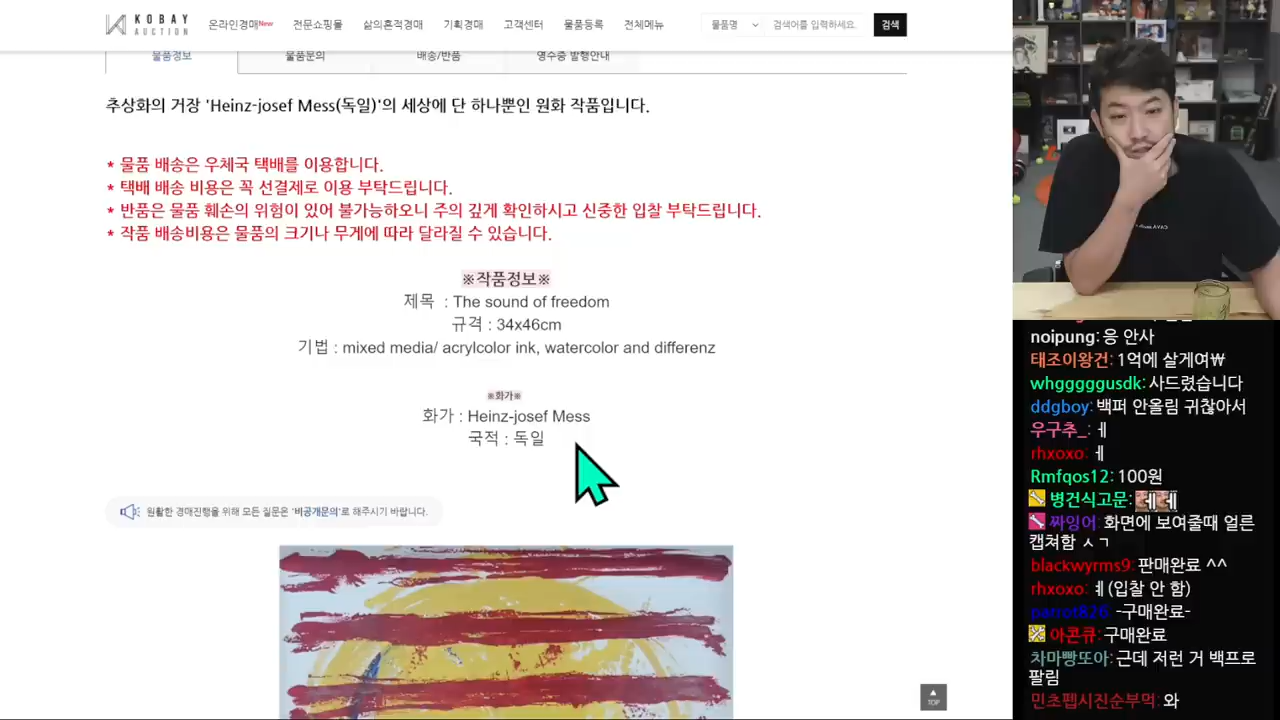 KOBAY
AUCTION
온라인경매New 전문쇼핑몰 삶의흔적경매 기획경매 고객센터 물품등록 전체메뉴
물품명 검색어를 입력하세요. 검색
물품정보 물품문의 배송/반품 영수증 발행안내
추상화의 거장 'Heinz-josef Mess(독일)'의 세상에 단 하나뿐인 원화 작품입니다.
* 물품 배송은 우체국 택배를 이용합니다.
* 택배 배송 비용은 꼭 선결제로 이용 부탁드립니다.
* 반품은 물품 훼손의 위험이 있어 불가능하오니 주의 깊게 확인하시고 신중한 입찰 부탁드립니다.
* 작품 배송비용은 물품의 크기나 무게에 따라 달라질 수 있습니다.
※작품정보※
제목 : The sound of freedom
규격 : 34x46cm
기법 : mixed media/ acrylcolor ink, watercolor and differenz
※화가※
화가 : Heinz-josef Mess
국적 : 독일
원활한 경매진행을 위해 모든 질문은 '비공개문의'로 해주시기 바랍니다.
▲
TOP
noipung: 응 안사
태조이왕건: 1억에 살게여₩
whgggggusdk: 사드렸습니다
ddgboy: 백퍼 안올림 귀찮아서
우구추_: ㅔ
rhxoxo: ㅔ
Rmfqos12: 100원
병건식고문: ㅔㅔ
짜잉어: 화면에 보여줄때 얼른
캡쳐함 ㅅㄱ
blackwyrms9: 판매완료 ^^
rhxoxo: ㅖ (입찰 안 함)
parrot826: -구매완료-
아콘큐: 구매완료
차마빵또아: 근데 저런 거 백프로
팔림
민초펩시진순부먹: 와